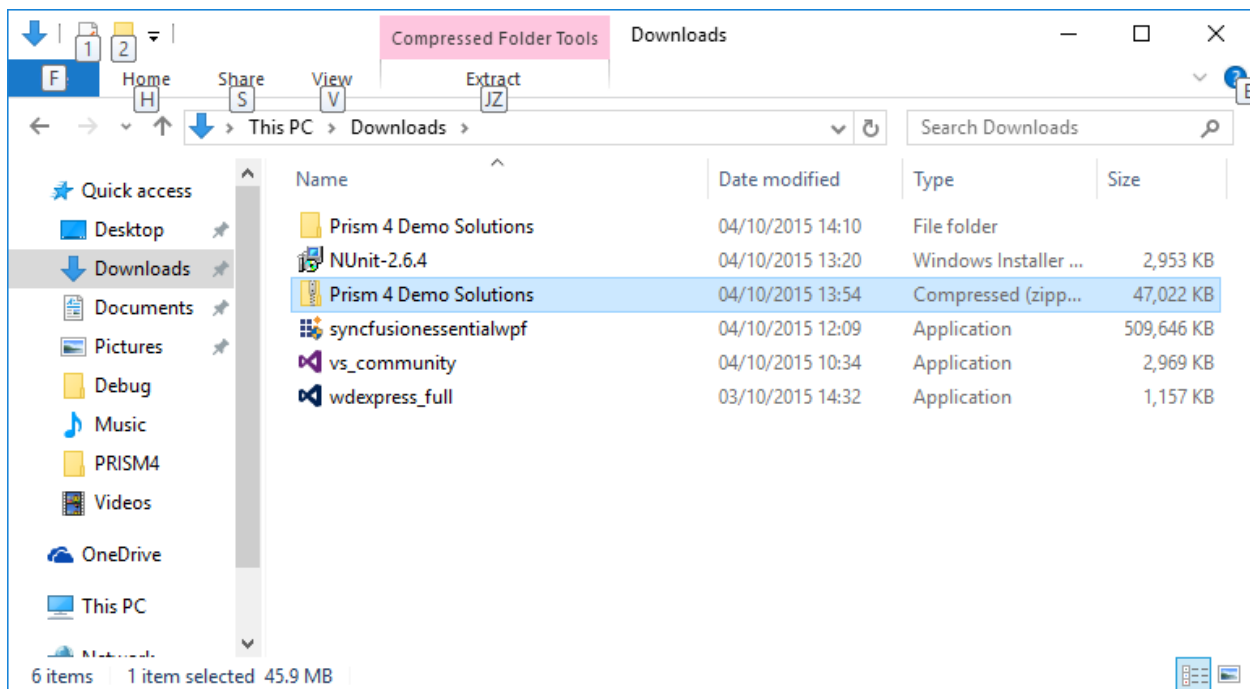 1 2 Compressed Folder Tools Downloads
F Home Share View Extract
H S V JZ E
This PC Downloads Search Downloads
Name Date modified Type Size
Quick access
Desktop
Downloads
Documents
Pictures
Debug
Music
PRISM4
Videos
OneDrive
This PC
Network
Prism 4 Demo Solutions 04/10/2015 14:10 File folder
NUnit-2.6.4 04/10/2015 13:20 Windows Installer ... 2,953 KB
Prism 4 Demo Solutions 04/10/2015 13:54 Compressed (zipp... 47,022 KB
syncfusionessentialwpf 04/10/2015 12:09 Application 509,646 KB
vs_community 04/10/2015 10:34 Application 2,969 KB
wdexpress_full 03/10/2015 14:32 Application 1,157 KB
6 items 1 item selected 45.9 MB